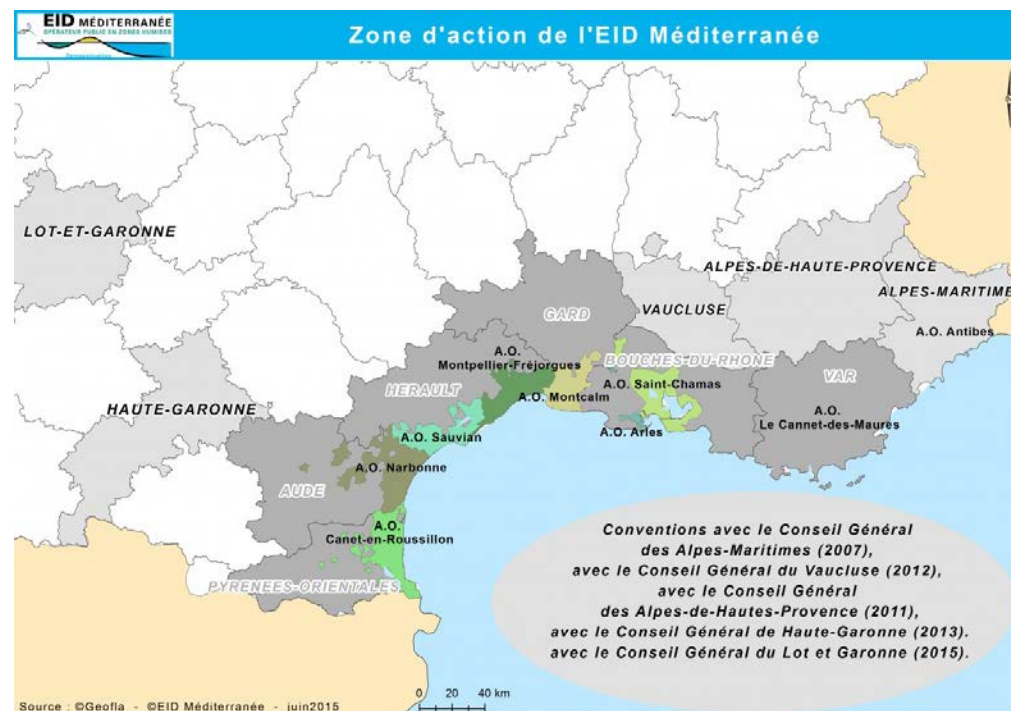 EID MÉDITERRANÉE
OPÉRATEUR PUBLIC EN ZONES HUMIDES
Zone d'action de l'EID Méditerranée
LOT-ET-GARONNE
ALPES-DE-HAUTE-PROVENCE
ALPES-MARITIME
VAUCLUSE
A.O. Antibes
GARD
A.O.
Montpellier-Fréjorgues
BOUCHES-DU-RHONE
VAR
HERAULT
A.O. Saint-Chamas
A.O. Montcalm
HAUTE-GARONNE
A.O.
Le Cannet-des-Maures
A.O. Arles
A.O. Sauvian
A.O. Narbonne
AUDE
A.O.
Canet-en-Roussillon
PYRENEES-ORIENTALES
Conventions avec le Conseil Général
des Alpes-Maritimes (2007),
avec le Conseil Général du Vaucluse (2012),
avec le Conseil Général
des Alpes-de-Hautes-Provence (2011),
avec le Conseil Général de Haute-Garonne (2013).
avec le Conseil Général du Lot et Garonne (2015).
0 20 40 km
Source : ©Geofla - ©EID Méditerranée - juin2015